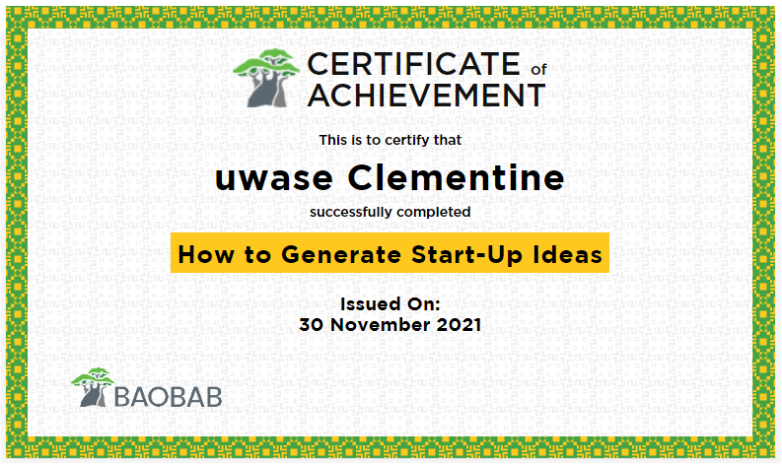 CERTIFICATE of
ACHIEVEMENT
This is to certify that
uwase Clementine
successfully completed
How to Generate Start-Up Ideas
Issued On:
30 November 2021
BAOBAB